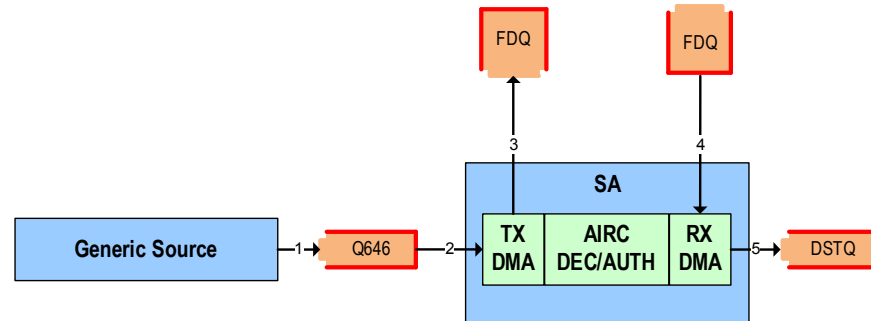 FDQ
FDQ
3
4
SA
Generic Source
1
Q646
2
TX
DMA
AIRC
DEC/AUTH
RX
DMA
5
DSTQ